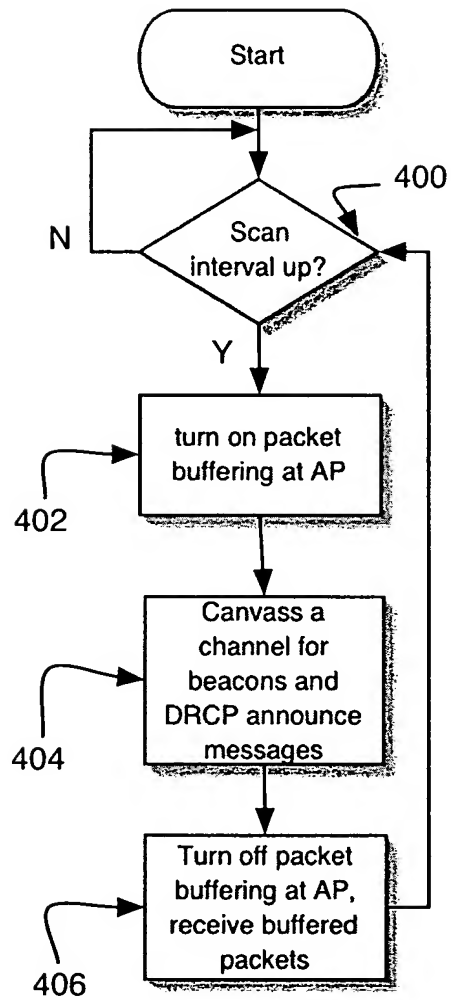 Start
400
N
Scan
interval up?
Y
turn on packet
buffering at AP
402
Canvass a
channel for
beacons and
DRCP announce
messages
404
Turn off packet
buffering at AP,
receive buffered
packets
406